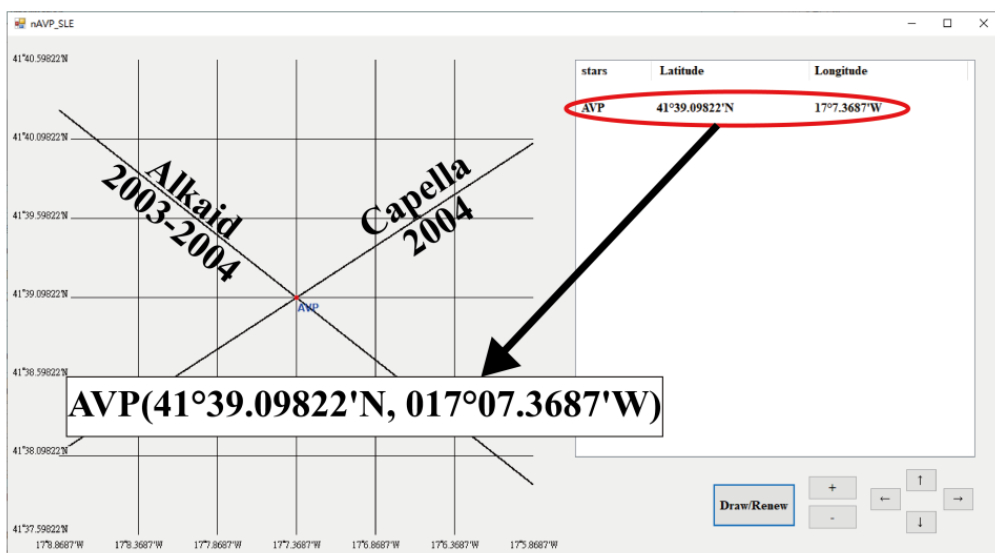 nAVP_SLE
41°40.59822'N
stars Latitude Longitude
AVP 41°39.09822'N 17°7.3687'W
41°40.09822'N
Alkaid
2003-2004
Capella
2004
41°39.59822'N
41°39.09822'N
AVP
41°38.59822'N
AVP(41°39.09822'N, 017°07.3687'W)
41°38.09822'N
41°37.59822'N
17°8.8687'W 17°8.3687'W 17°7.8687'W 17°7.3687'W 17°6.8687'W 17°6.3687'W 17°5.8687'W
Draw/Renew
+
-
←
↑
↓
→